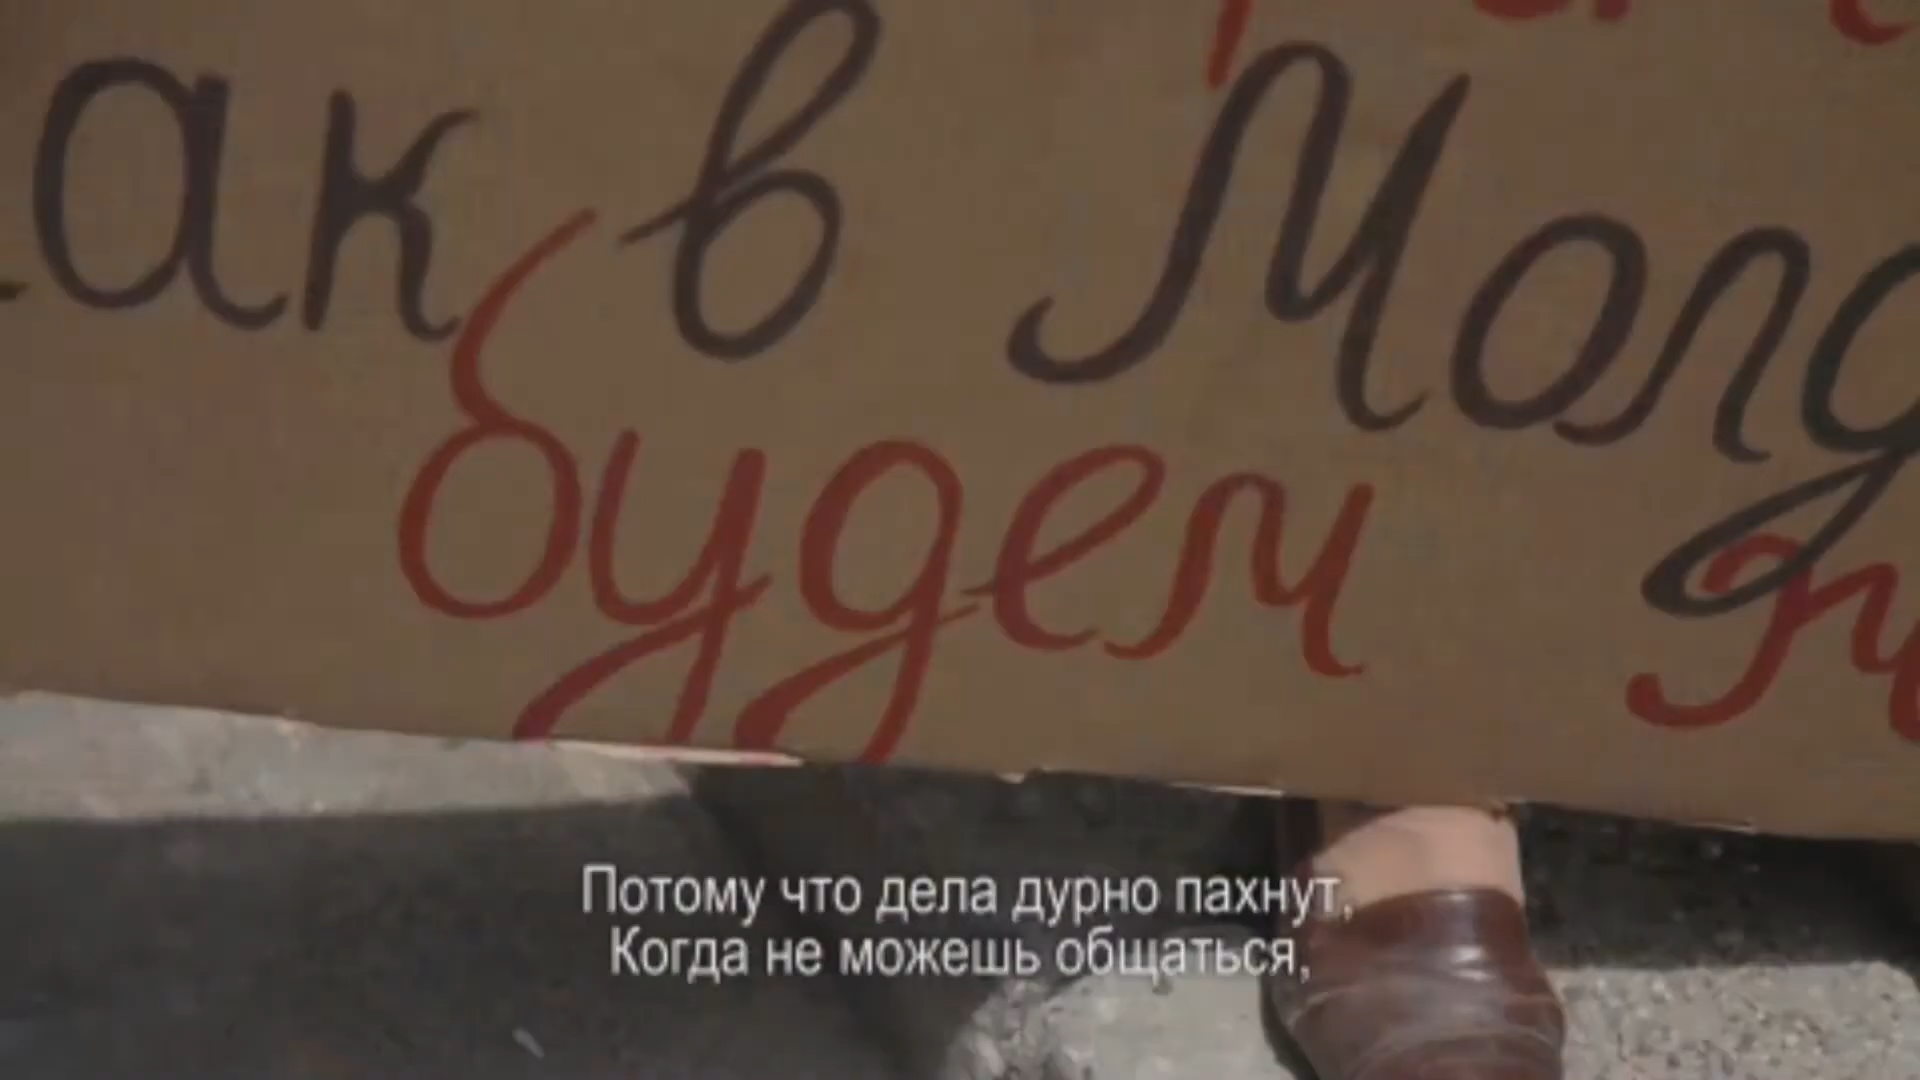 ак в Молд
будем
Потому что дела дурно пахнут,
Когда не можешь общаться,